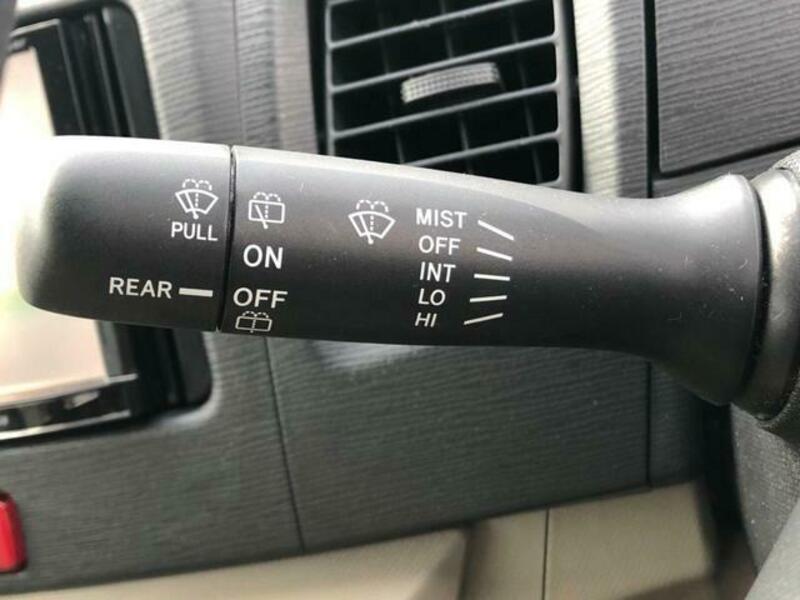 PULL
REAR
ON
OFF
MIST
OFF
INT
LO
HI